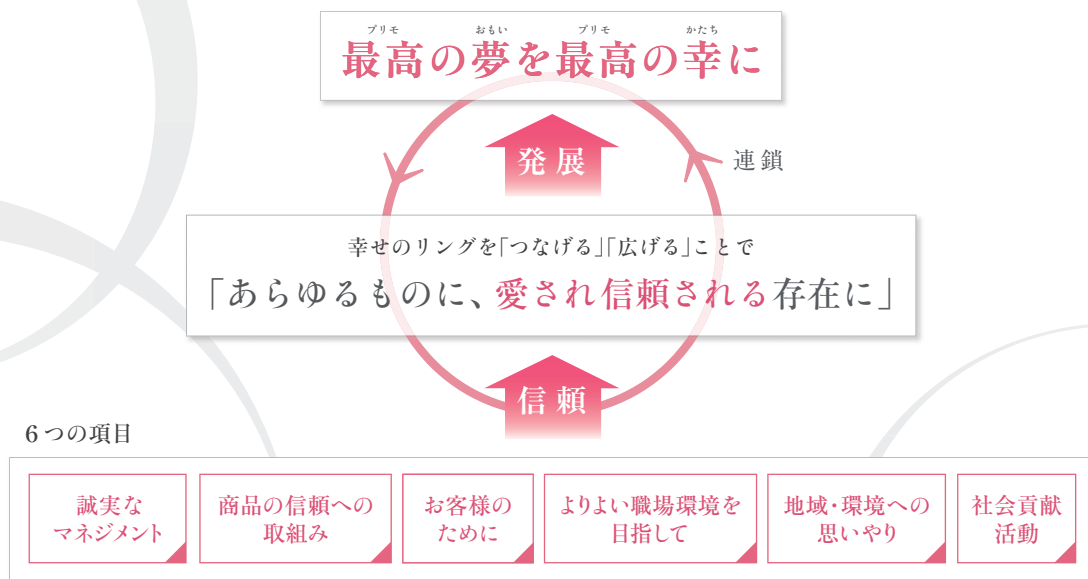 プリモ おもい プリモ かたち
最高の夢を最高の幸に
発展
連鎖
幸せのリングを「つなげる」「広げる」ことで
「あらゆるものに、愛され信頼される存在に」
信頼
6つの項目
誠実な
マネジメント
商品の信頼への
取組み
お客様の
ために
よりよい職場環境を
目指して
地域・環境への
思いやり
社会貢献
活動